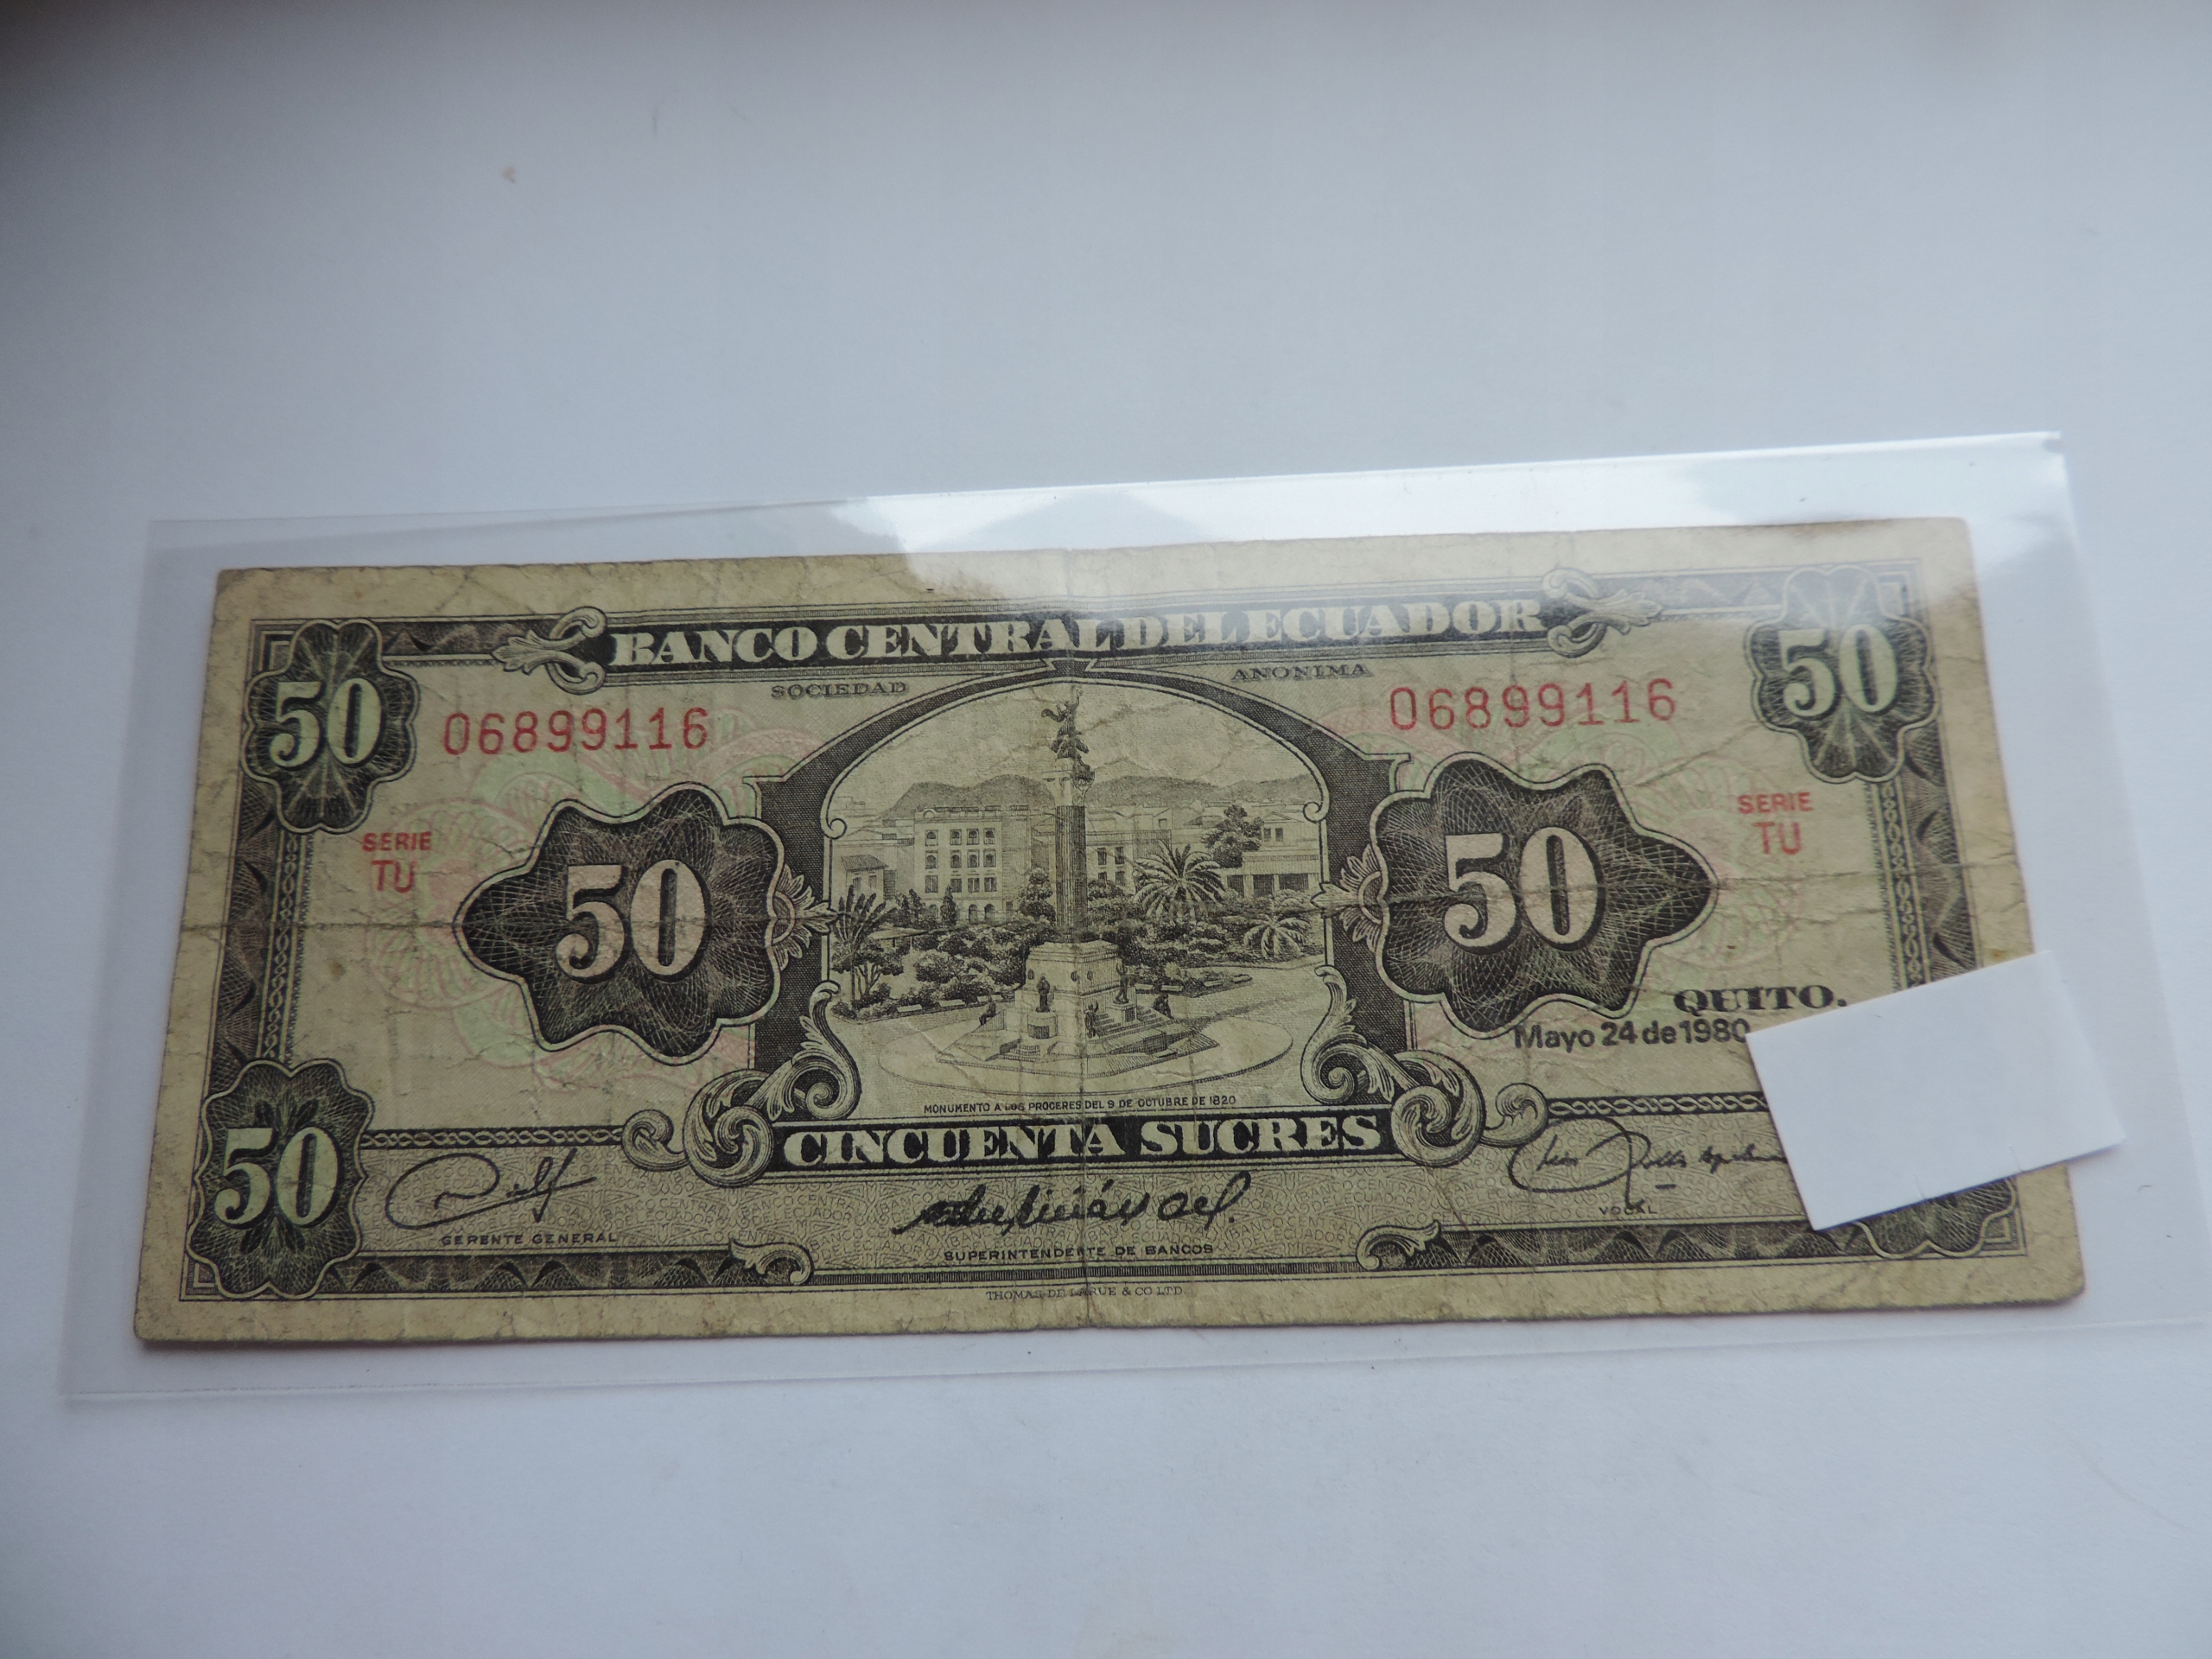 BANCO CENTRAL DEL ECUADOR
SOCIEDAD ANONIMA
50 50
06899116 06899116
SERIE TU SERIE TU
50 50
QUITO,
Mayo 24 de 1980
MONUMENTO A LOS PROCERES DEL 9 DE OCTUBRE DE 1820
CINCUENTA SUCRES
50
GERENTE GENERAL
SUPERINTENDENTE DE BANCOS
VOCAL
THOMAS DE LA RUE & CO LTD